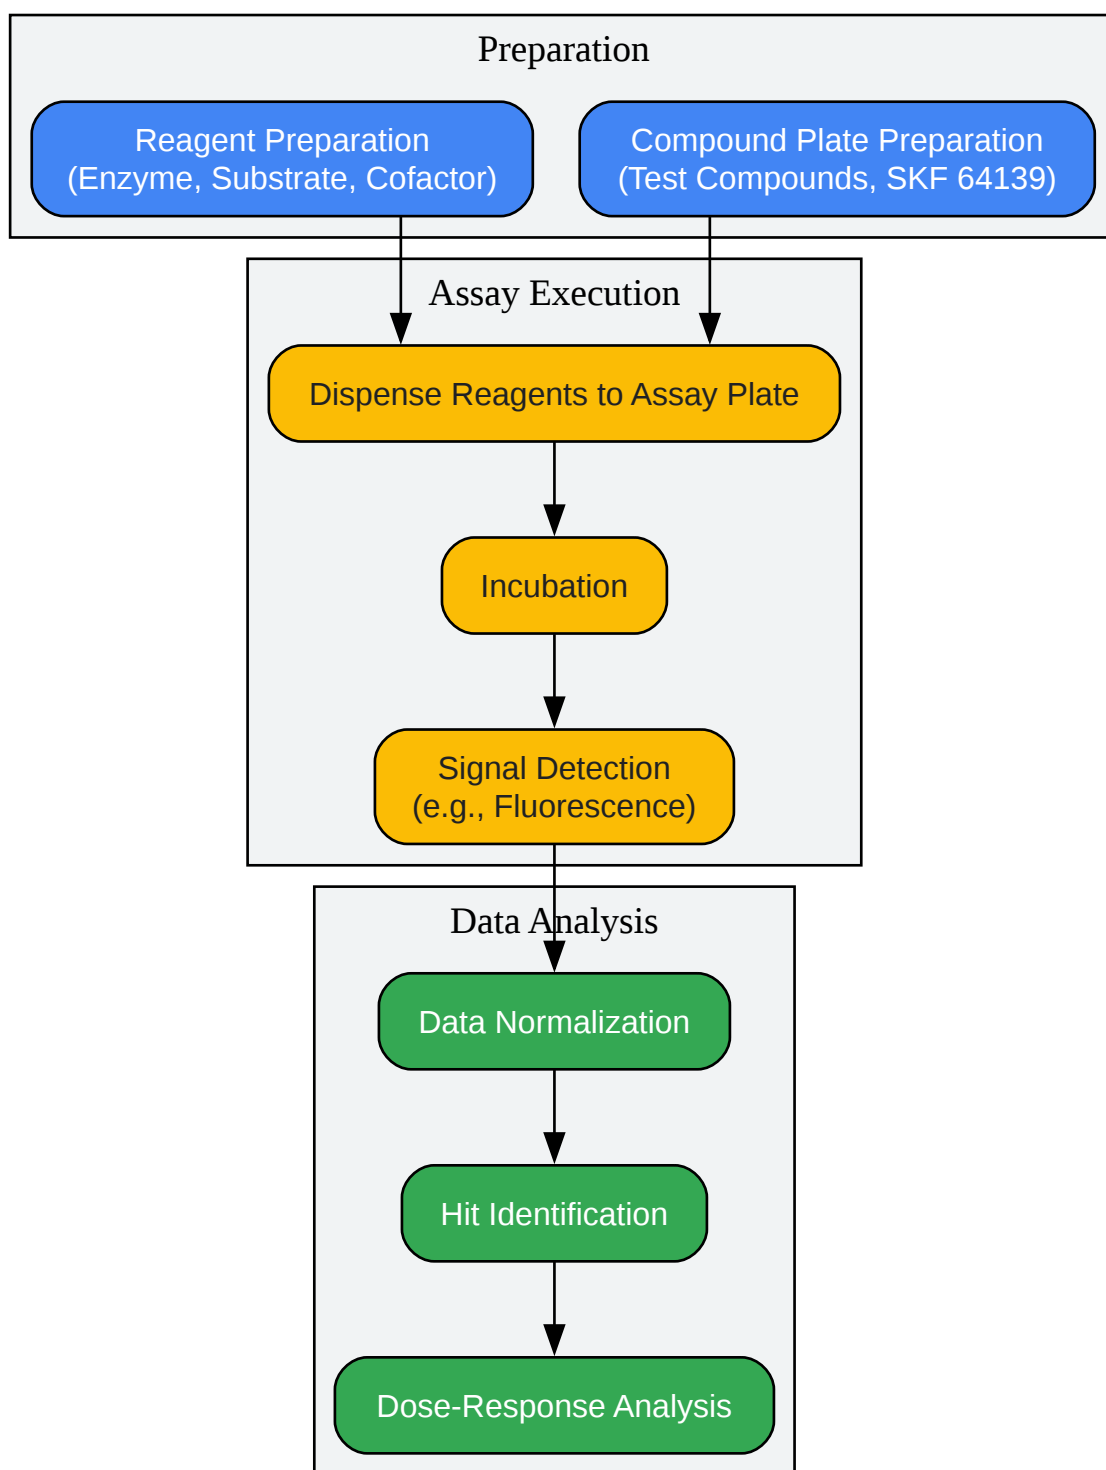 Preparation
Reagent Preparation
(Enzyme, Substrate, Cofactor)
Compound Plate Preparation
(Test Compounds, SKF 64139)
Assay Execution
Dispense Reagents to Assay Plate
Incubation
Signal Detection
(e.g., Fluorescence)
Data Analysis
Data Normalization
Hit Identification
Dose-Response Analysis